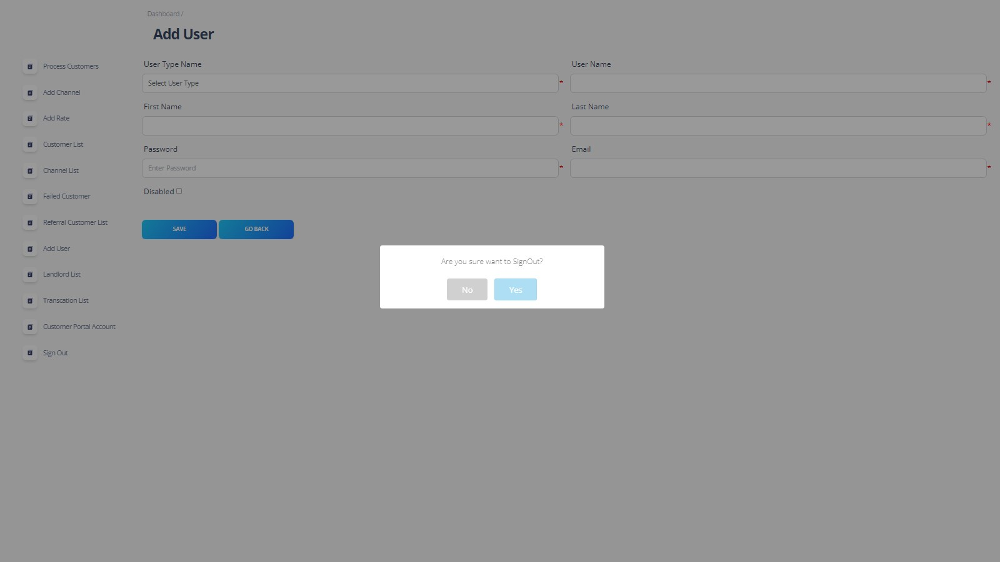 Dashboard /
Add User
Process Customers
Add Channel
Add Rate
Customer List
Channel List
Failed Customer
Referral Customer List
Add User
Landlord List
Transcation List
Customer Portal Account
Sign Out
User Type Name
User Name
Select User Type *
*
First Name
Last Name
*
*
Password
Email
Enter Password *
*
Disabled
SAVE
GO BACK
Are you sure want to SignOut?
No
Yes